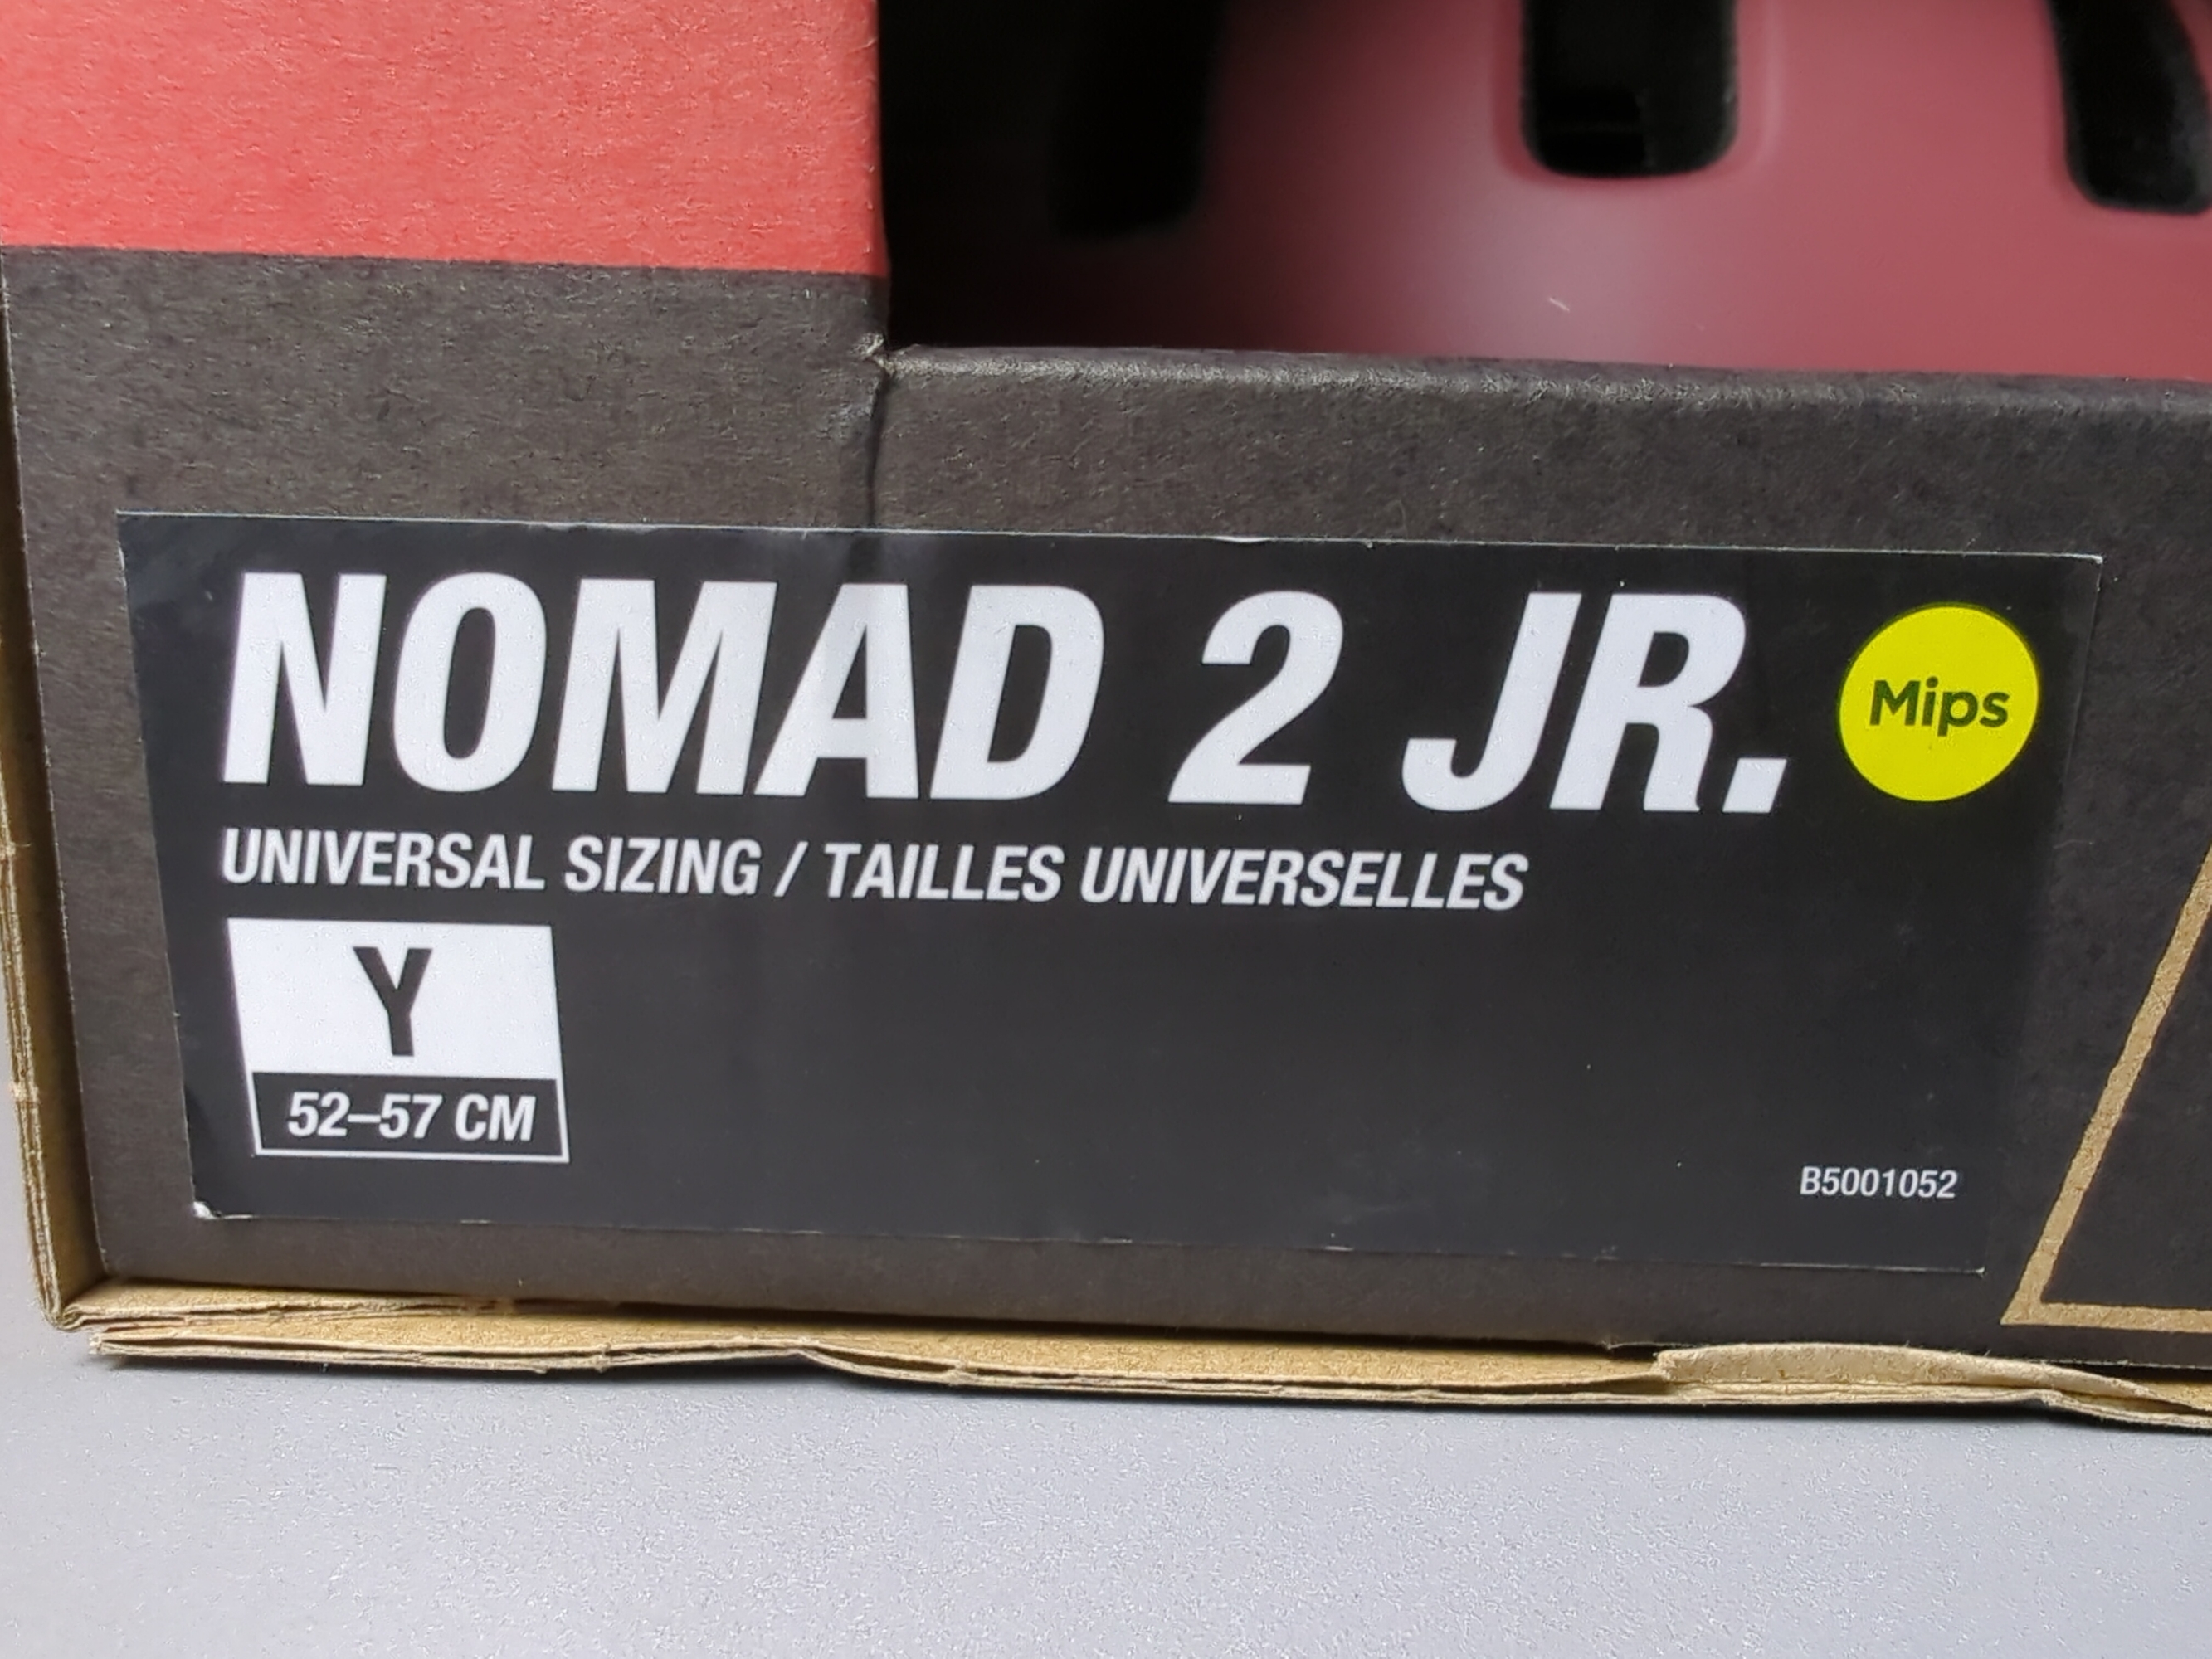 NOMAD 2 JR.
Mips
UNIVERSAL SIZING / TAILLES UNIVERSELLES
Y
52–57 CM
B5001052